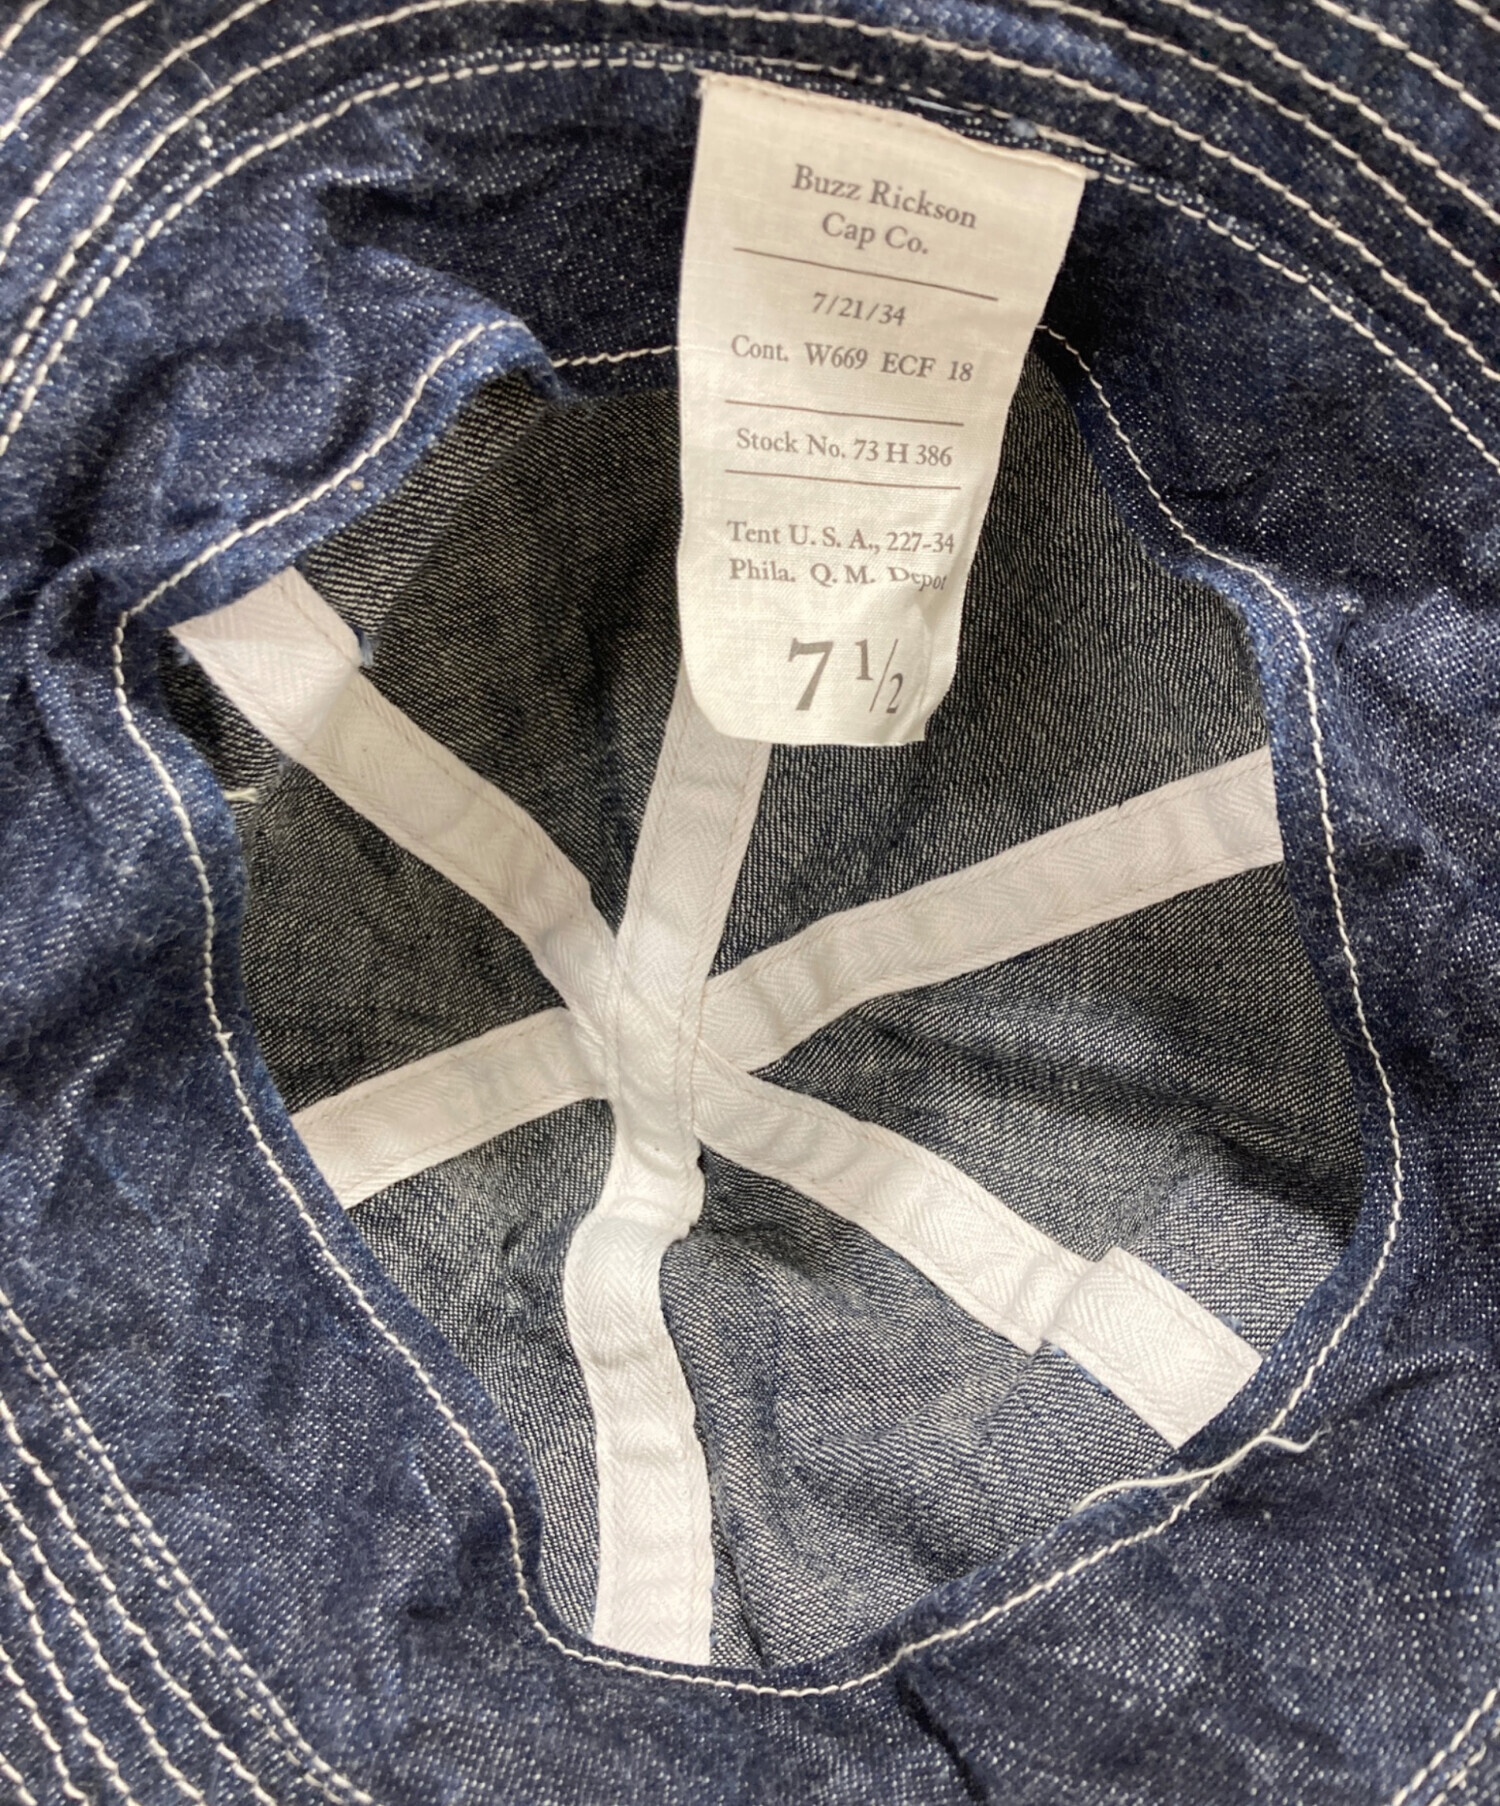 Buzz Rickson
Cap Co.
7/21/34
Cont. W669 ECF 18
Stock No. 73 H 386
Tent U. S. A., 227-34
Phila. Q. M. Depot
7 1/2